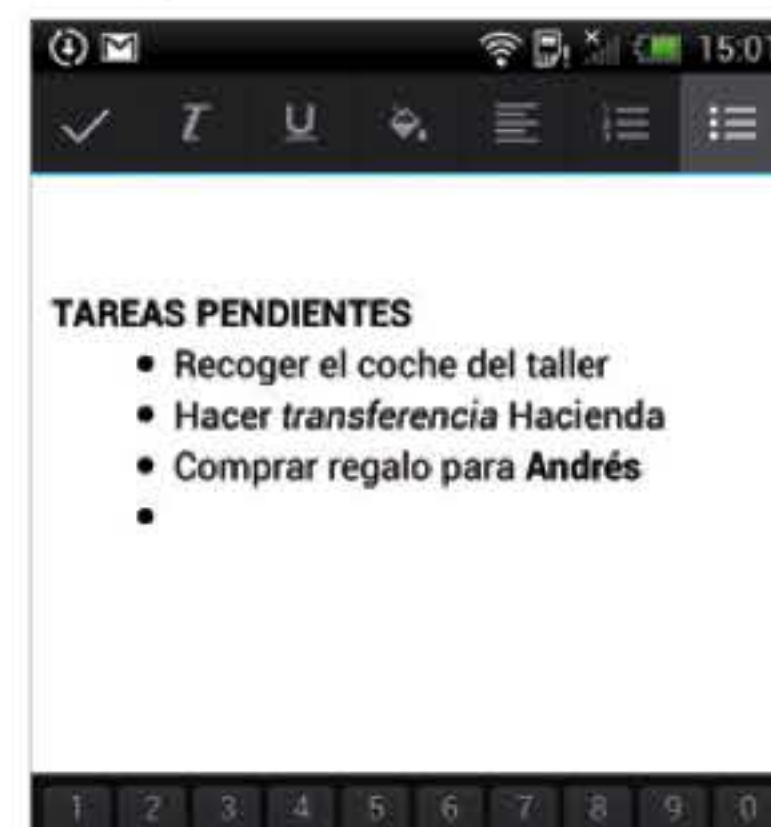 15:01
T U
TAREAS PENDIENTES
• Recoger el coche del taller
• Hacer transferencia Hacienda
• Comprar regalo para Andrés
•
1 2 3 4 5 6 7 8 9 0